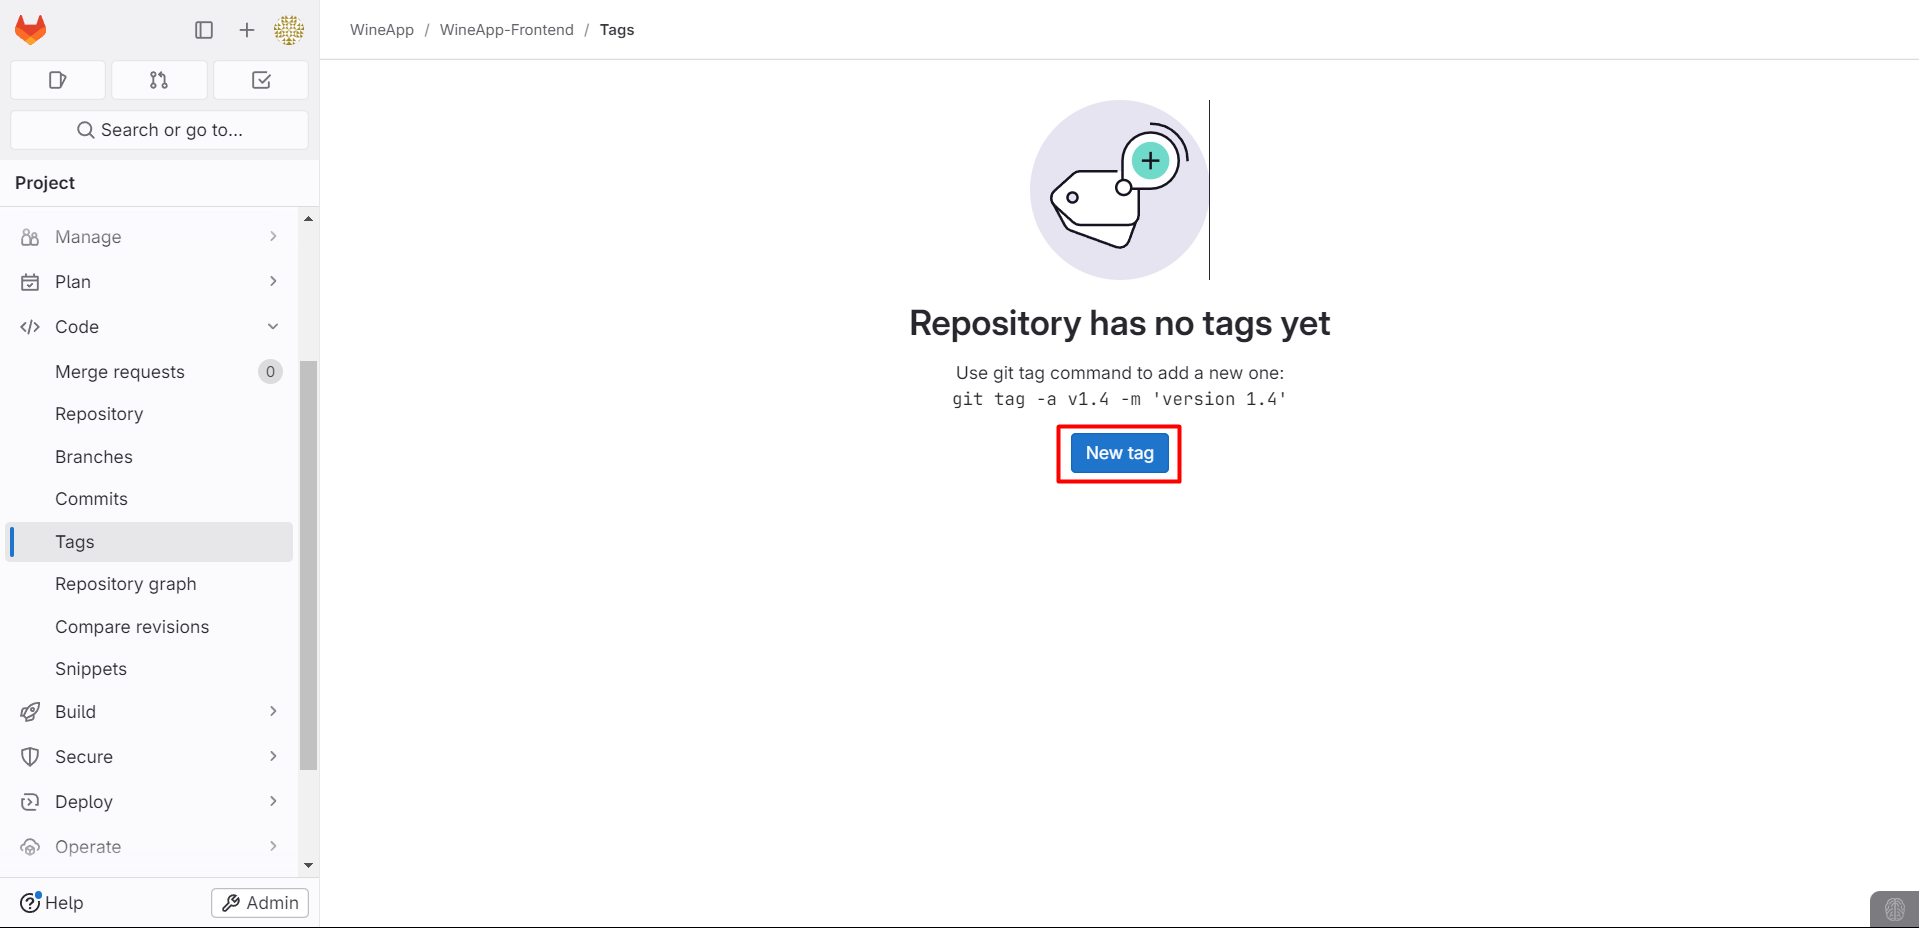 WineApp / WineApp-Frontend / Tags
Search or go to...
Project
Manage
Plan
Code
Merge requests 0
Repository
Branches
Commits
Tags
Repository graph
Compare revisions
Snippets
Build
Secure
Deploy
Operate
Help
Admin
Repository has no tags yet
Use git tag command to add a new one:
git tag -a v1.4 -m 'version 1.4'
New tag